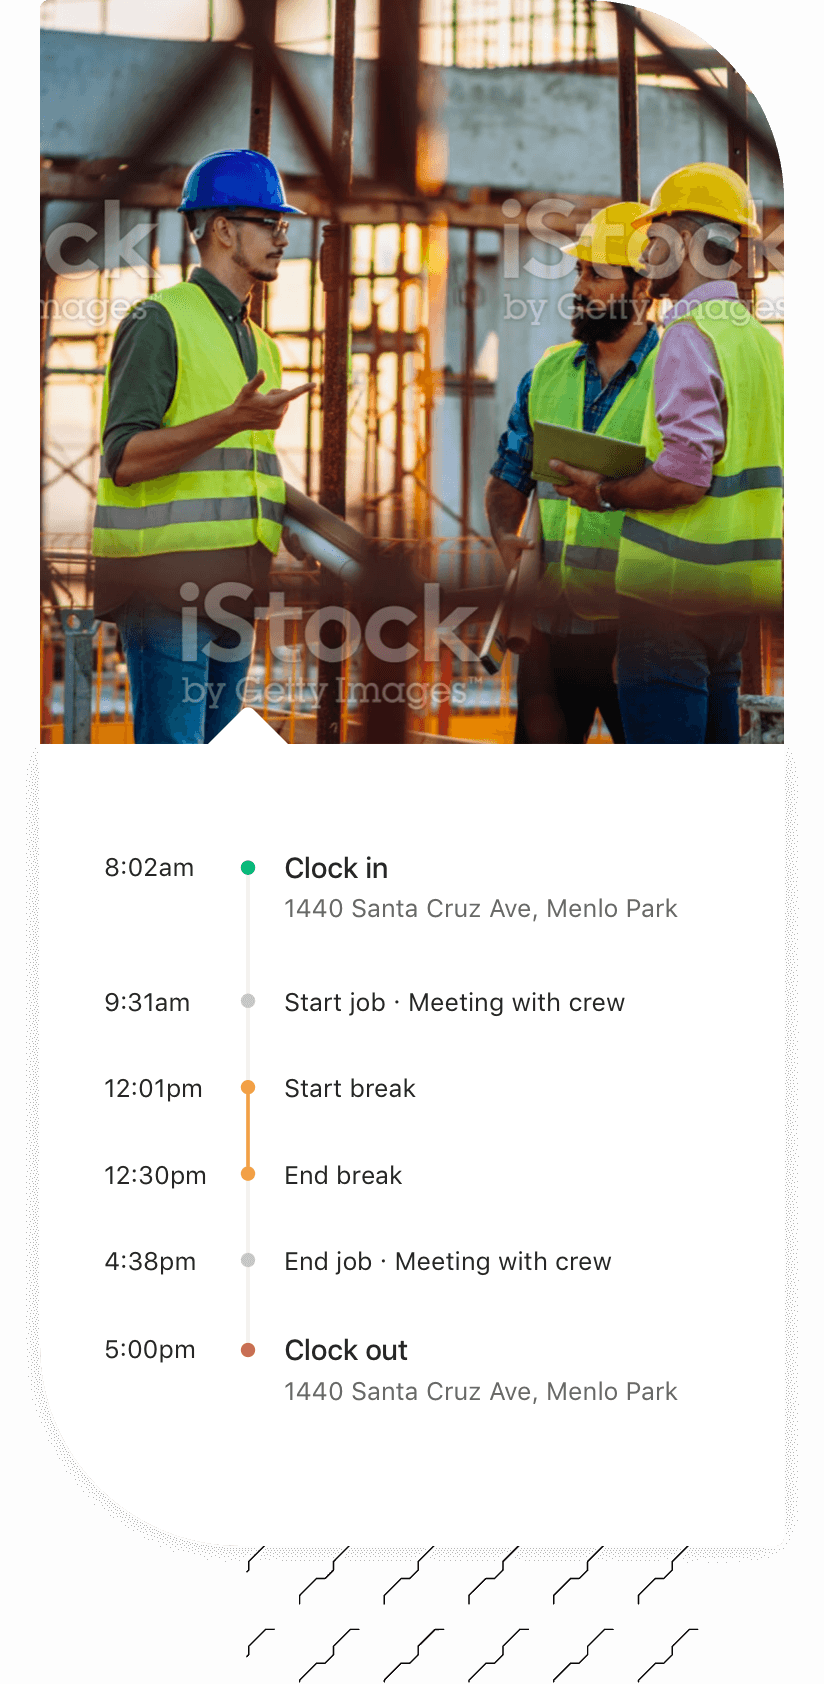 ck
mages™
iStock
by Getty Images
iStock
by Getty Images™
8:02am Clock in
1440 Santa Cruz Ave, Menlo Park
9:31am Start job · Meeting with crew
12:01pm Start break
12:30pm End break
4:38pm End job · Meeting with crew
5:00pm Clock out
1440 Santa Cruz Ave, Menlo Park